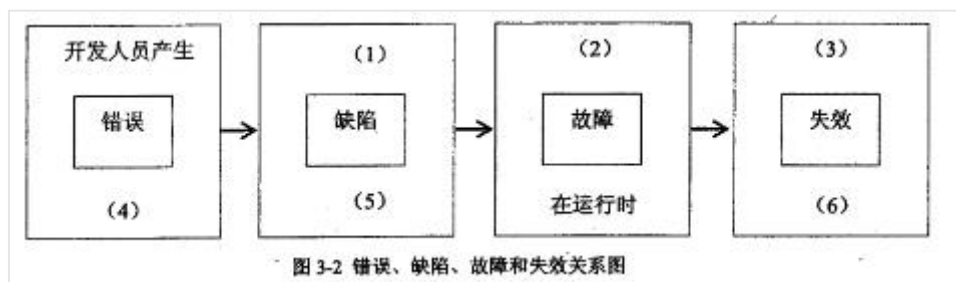 开发人员产生
(1)
(2)
(3)
错误
缺陷
故障
失效
(4)
(5)
在运行时
(6)
图 3-2 错误、缺陷、故障和失效关系图